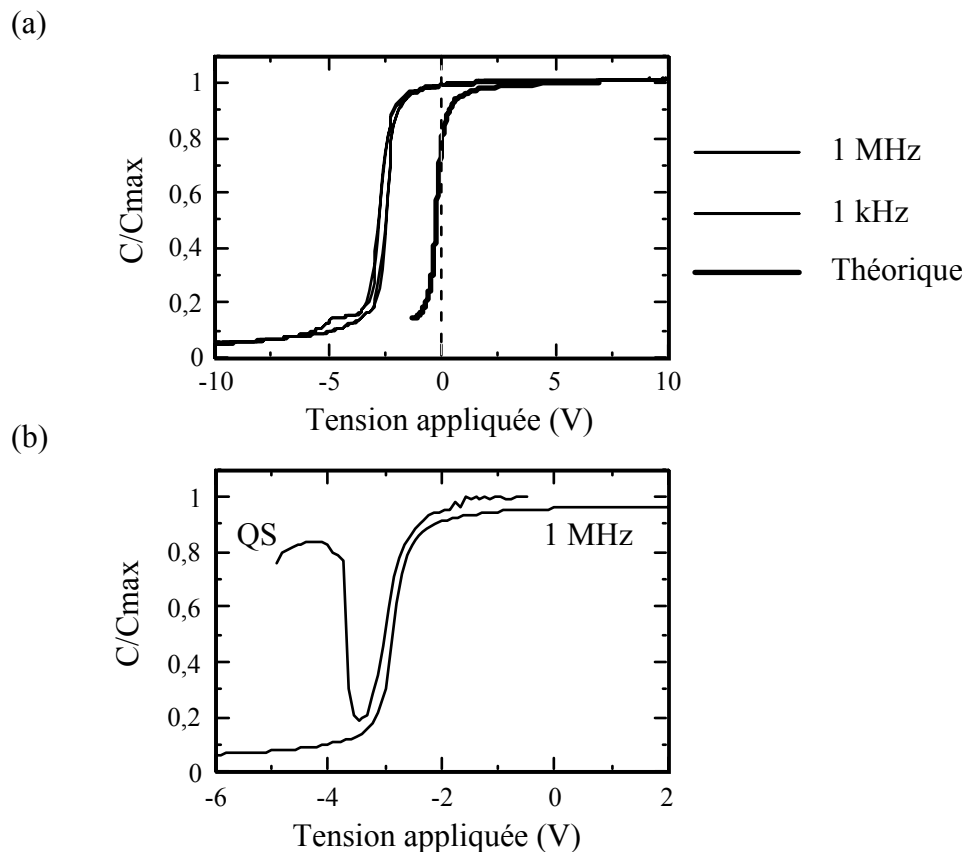 (a)
1
0,8
0,6
0,4
0,2
0
C/Cmax
-10
-5
0
5
10
Tension appliquée (V)
1 MHz
1 kHz
Théorique
(b)
1
0,8
0,6
0,4
0,2
0
C/Cmax
QS
1 MHz
-6
-4
-2
0
2
Tension appliquée (V)